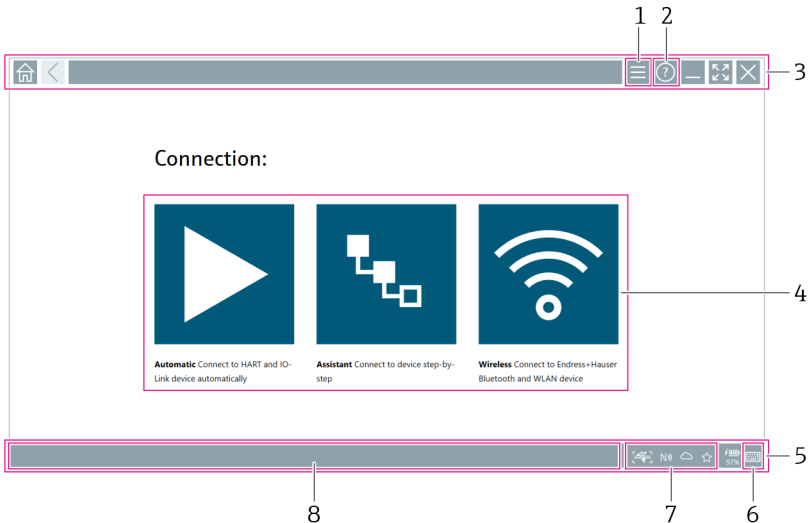 1 2
?
3
Connection:
4
Automatic Connect to HART and IO-
Link device automatically
Assistant Connect to device step-by-
step
Wireless Connect to Endress+Hauser
Bluetooth and WLAN device
N
97%
5
8 7 6